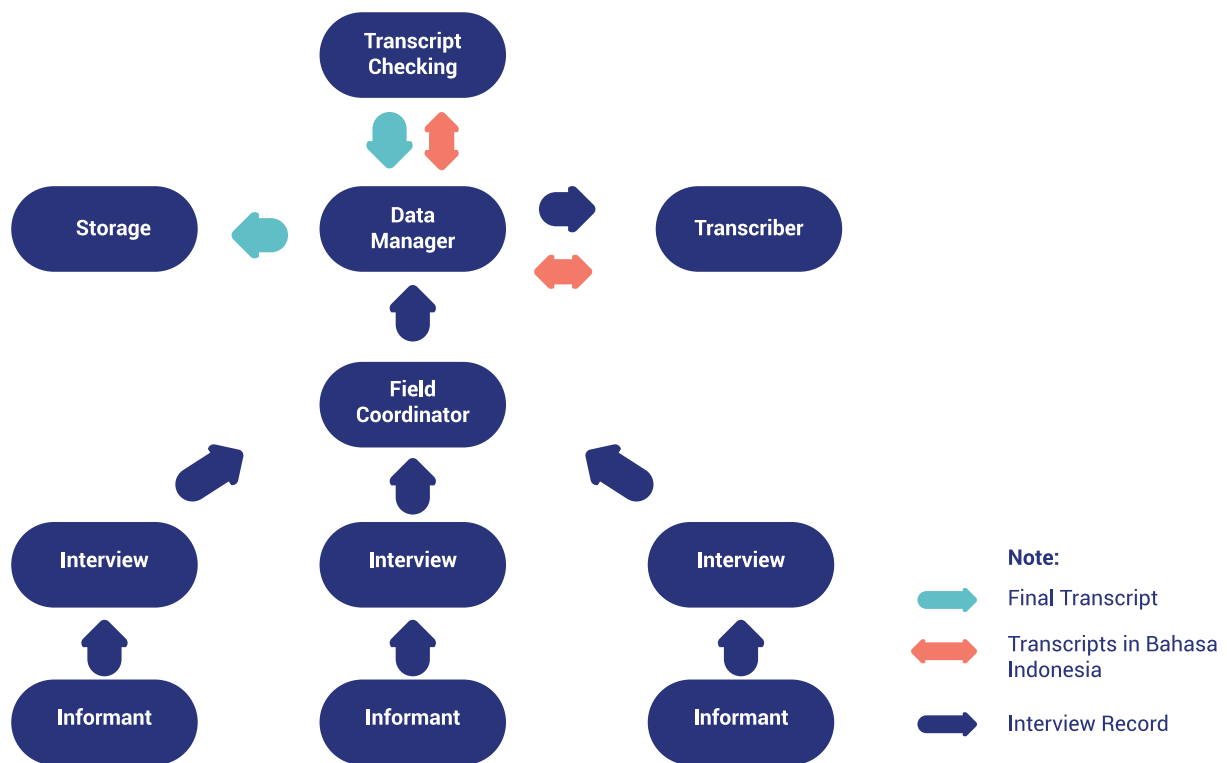 Transcript
Checking
Storage
Data
Manager
Transcriber
Field
Coordinator
Interview
Interview
Interview
Informant
Informant
Informant
Note:
Final Transcript
Transcripts in Bahasa
Indonesia
Interview Record